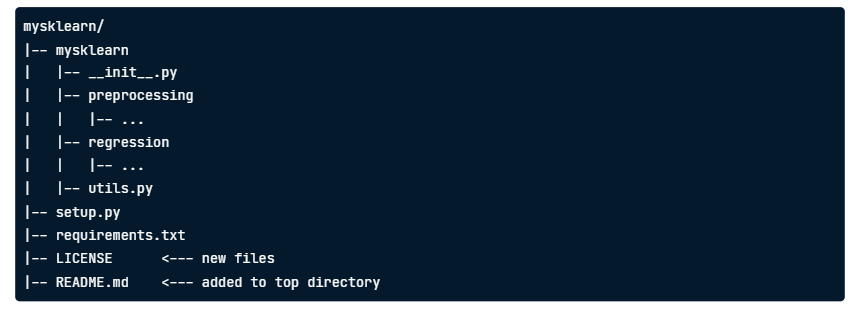 mysklearn/
|-- mysklearn
|   |-- __init__.py
|   |-- preprocessing
|   |   |-- ...
|   |-- regression
|   |   |-- ...
|   |-- utils.py
|-- setup.py
|-- requirements.txt
|-- LICENSE      <--- new files
|-- README.md    <--- added to top directory